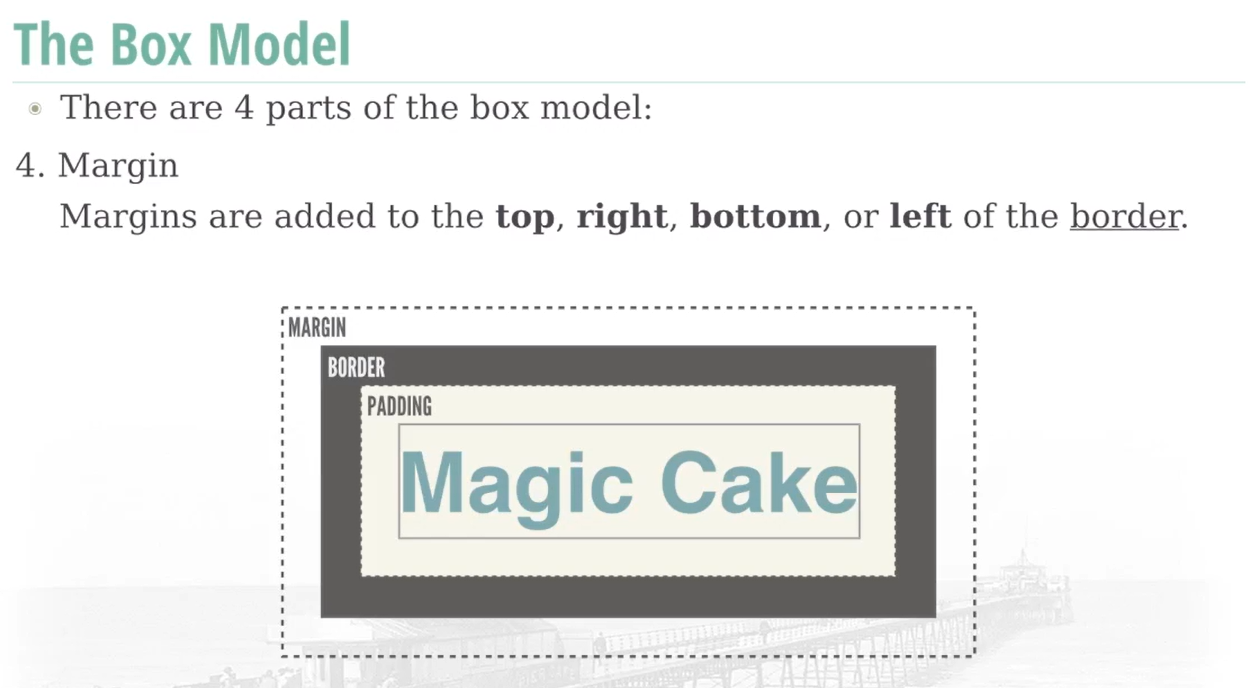 The Box Model
There are 4 parts of the box model:
4. Margin
Margins are added to the top, right, bottom, or left of the border.
MARGIN
BORDER
PADDING
Magic Cake